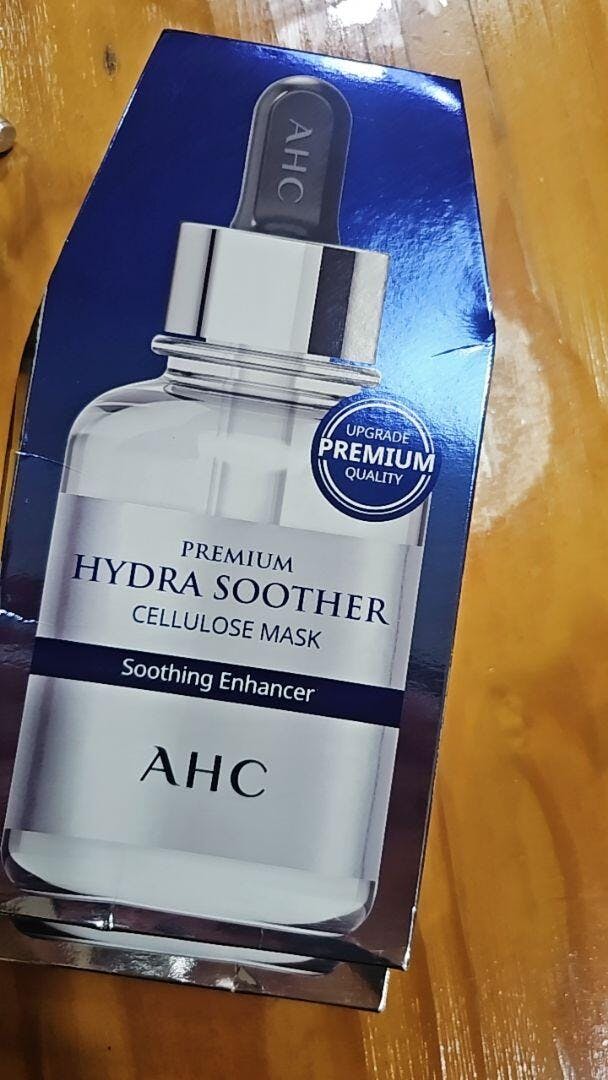 AHC
UPGRADE
PREMIUM
QUALITY
PREMIUM
HYDRA SOOTHER
CELLULOSE MASK
Soothing Enhancer
AHC